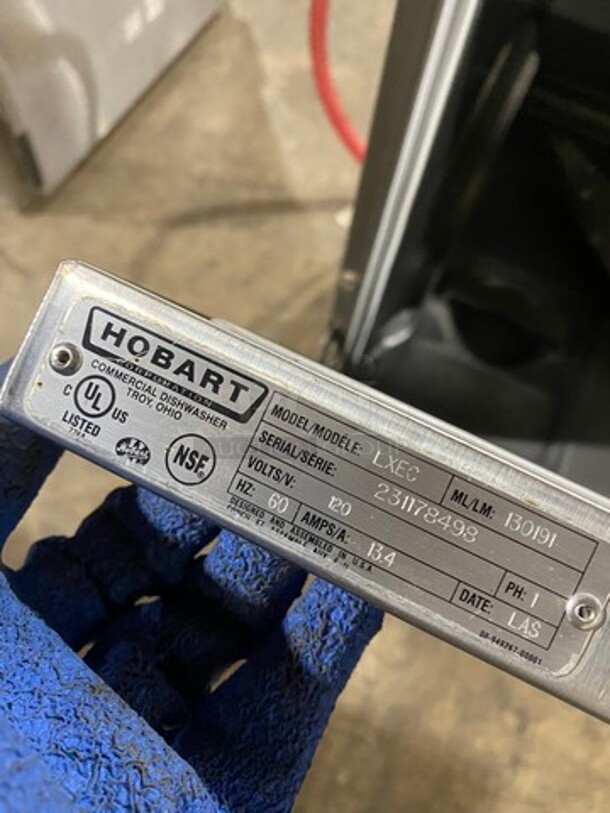 HOBART
CORPORATION
COMMERCIAL DISHWASHER
TROY, OHIO
C UL US
LISTED
NSF
MODEL/MODÈLE: LXEC
ML/LM: 130191
SERIAL/SÉRIE: 231178498
VOLTS/V: 120
PH: 1
HZ: 60
AMPS/A: 13.4
DATE: LAS
DESIGNED AND ASSEMBLED IN U.S.A